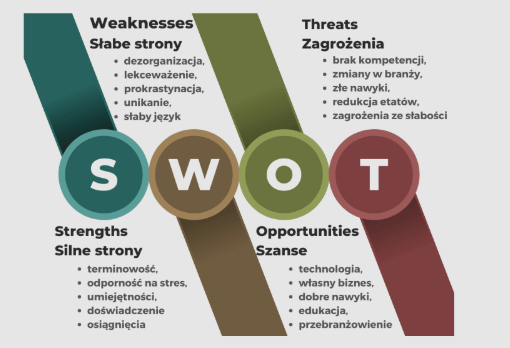 Weaknesses
Słabe strony
dezorganizacja,
lekceważenie,
prokrastynacja,
unikanie,
słaby język
Threats
Zagrożenia
brak kompetencji,
zmiany w branży,
złe nawyki,
redukcja etatów,
zagrożenia ze słabości
S W O T
Strengths
Silne strony
terminowość,
odporność na stres,
umiejętności,
doświadczenie
osiągnięcia
Opportunities
Szanse
technologia,
własny biznes,
dobre nawyki,
edukacja,
przebranżowienie